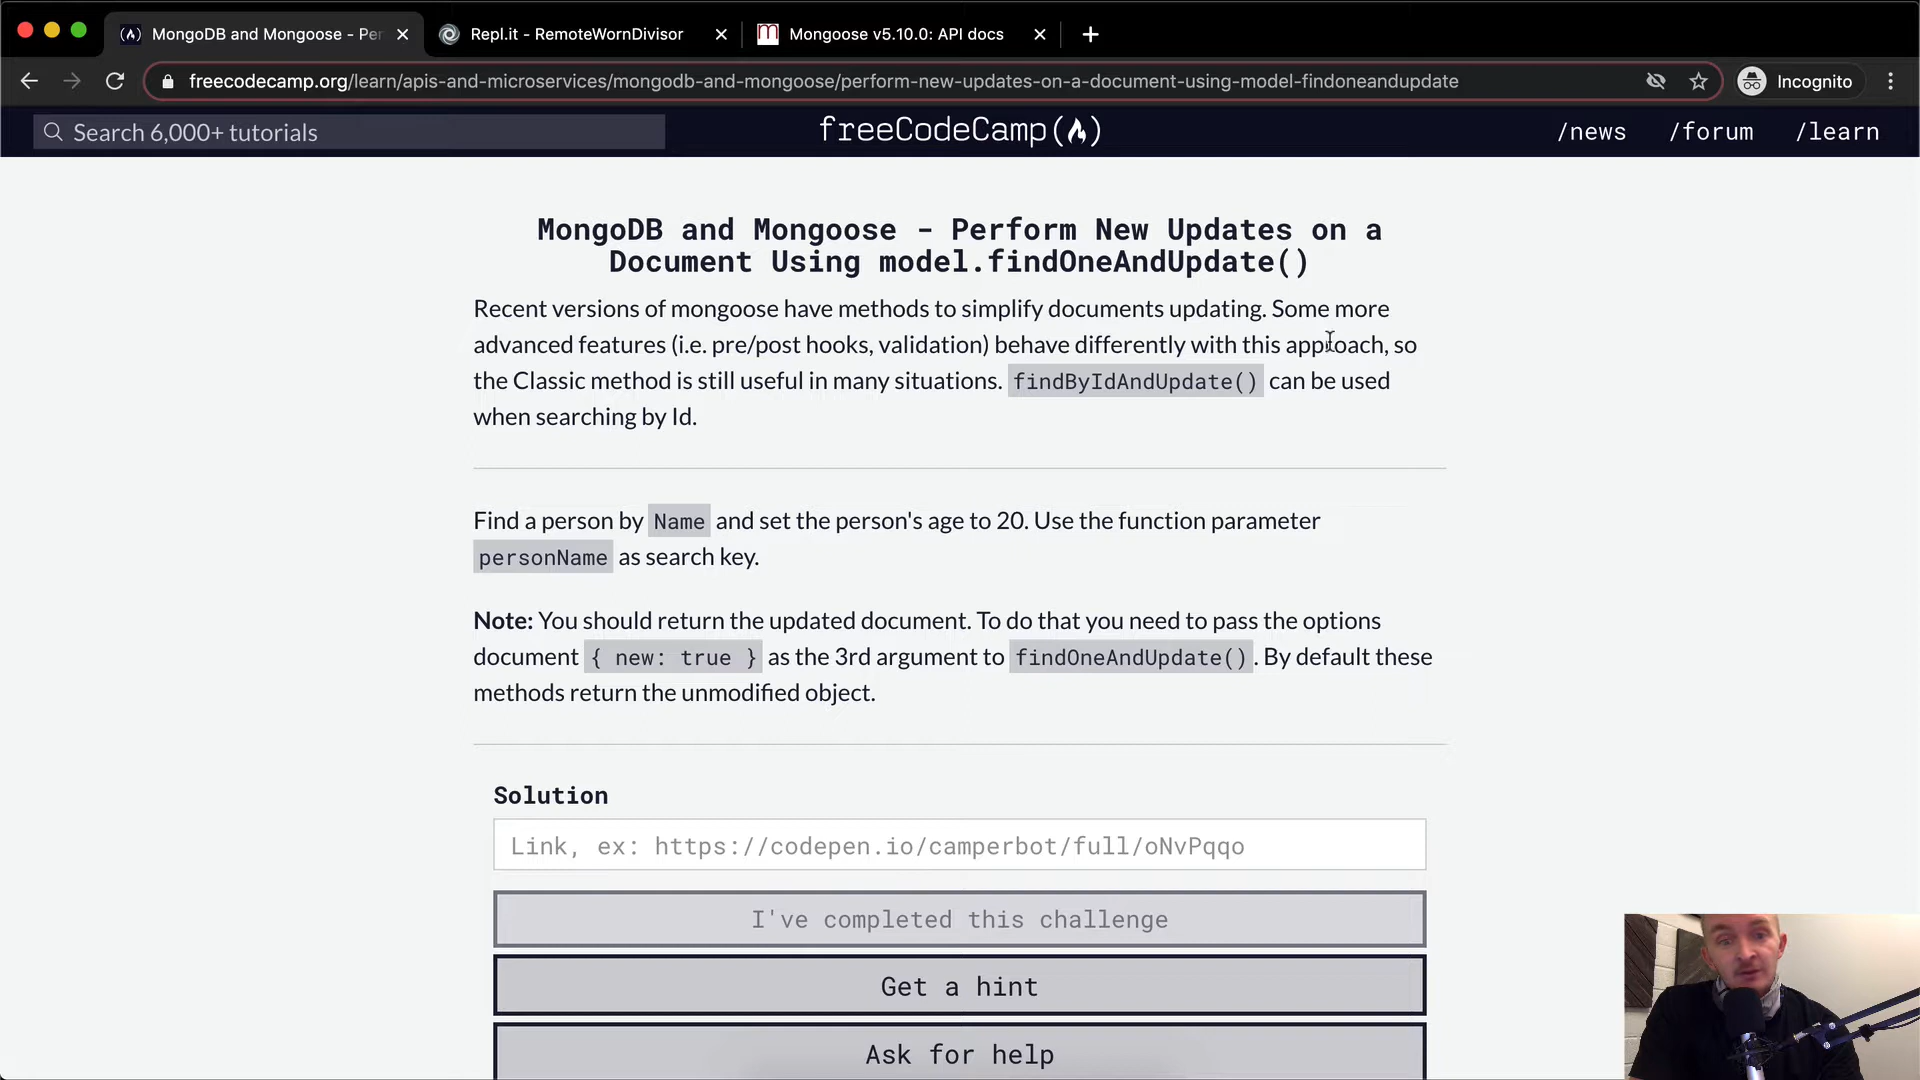 MongoDB and Mongoose - Per
Repl.it - RemoteWornDivisor
Mongoose v5.10.0: API docs
freecodecamp.org/learn/apis-and-microservices/mongodb-and-mongoose/perform-new-updates-on-a-document-using-model-findoneandupdate
Incognito
Search 6,000+ tutorials
freeCodeCamp
/news
/forum
/learn
MongoDB and Mongoose - Perform New Updates on a
Document Using model.findOneAndUpdate()
Recent versions of mongoose have methods to simplify documents updating. Some more
advanced features (i.e. pre/post hooks, validation) behave differently with this approach, so
the Classic method is still useful in many situations. findByIdAndUpdate() can be used
when searching by Id.
Find a person by Name and set the person's age to 20. Use the function parameter
personName as search key.
Note: You should return the updated document. To do that you need to pass the options
document { new: true } as the 3rd argument to findOneAndUpdate(). By default these
methods return the unmodified object.
Solution
Link, ex: https://codepen.io/camperbot/full/oNvPqqo
I've completed this challenge
Get a hint
Ask for help